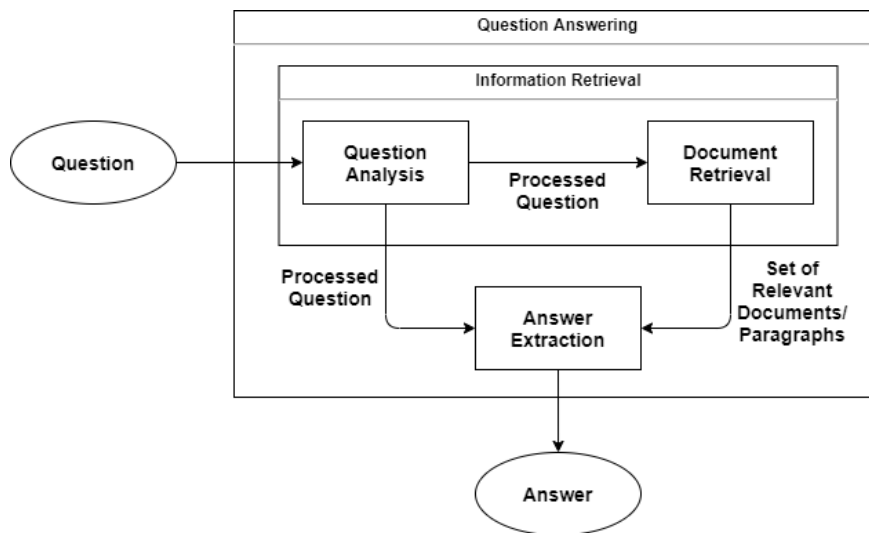 Question Answering
Information Retrieval
Question
Question
Analysis
Processed
Question
Document
Retrieval
Processed
Question
Set of
Relevant
Documents/
Paragraphs
Answer
Extraction
Answer